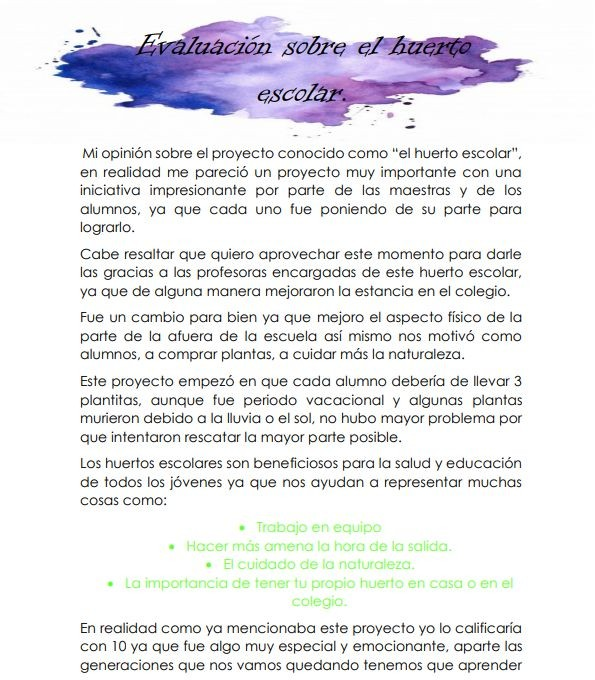 Evaluación sobre el huerto
escolar.
Mi opinión sobre el proyecto conocido como “el huerto escolar”,
en realidad me pareció un proyecto muy importante con una
iniciativa impresionante por parte de las maestras y de los
alumnos, ya que cada uno fue poniendo de su parte para
lograrlo.
Cabe resaltar que quiero aprovechar este momento para darle
las gracias a las profesoras encargadas de este huerto escolar,
ya que de alguna manera mejoraron la estancia en el colegio.
Fue un cambio para bien ya que mejoro el aspecto físico de la
parte de la afuera de la escuela así mismo nos motivó como
alumnos, a comprar plantas, a cuidar más la naturaleza.
Este proyecto empezó en que cada alumno debería de llevar 3
plantitas, aunque fue periodo vacacional y algunas plantas
murieron debido a la lluvia o el sol, no hubo mayor problema por
que intentaron rescatar la mayor parte posible.
Los huertos escolares son beneficiosos para la salud y educación
de todos los jóvenes ya que nos ayudan a representar muchas
cosas como:
• Trabajo en equipo
• Hacer más amena la hora de la salida.
• El cuidado de la naturaleza.
• La importancia de tener tu propio huerto en casa o en el
colegio.
En realidad como ya mencionaba este proyecto yo lo calificaría
con 10 ya que fue algo muy especial y emocionante, aparte las
generaciones que nos vamos quedando tenemos que aprender